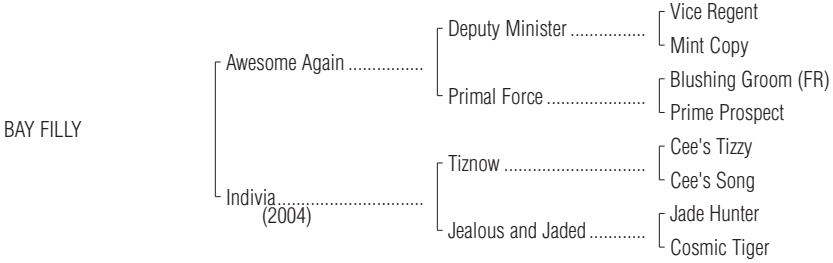 Vice Regent
Deputy Minister ................
Mint Copy
Awesome Again ................
Blushing Groom (FR)
Primal Force .....................
Prime Prospect
BAY FILLY
Cee's Tizzy
Tiznow ..............................
Cee's Song
Indivia...............................
(2004)
Jade Hunter
Jealous and Jaded............
Cosmic Tiger